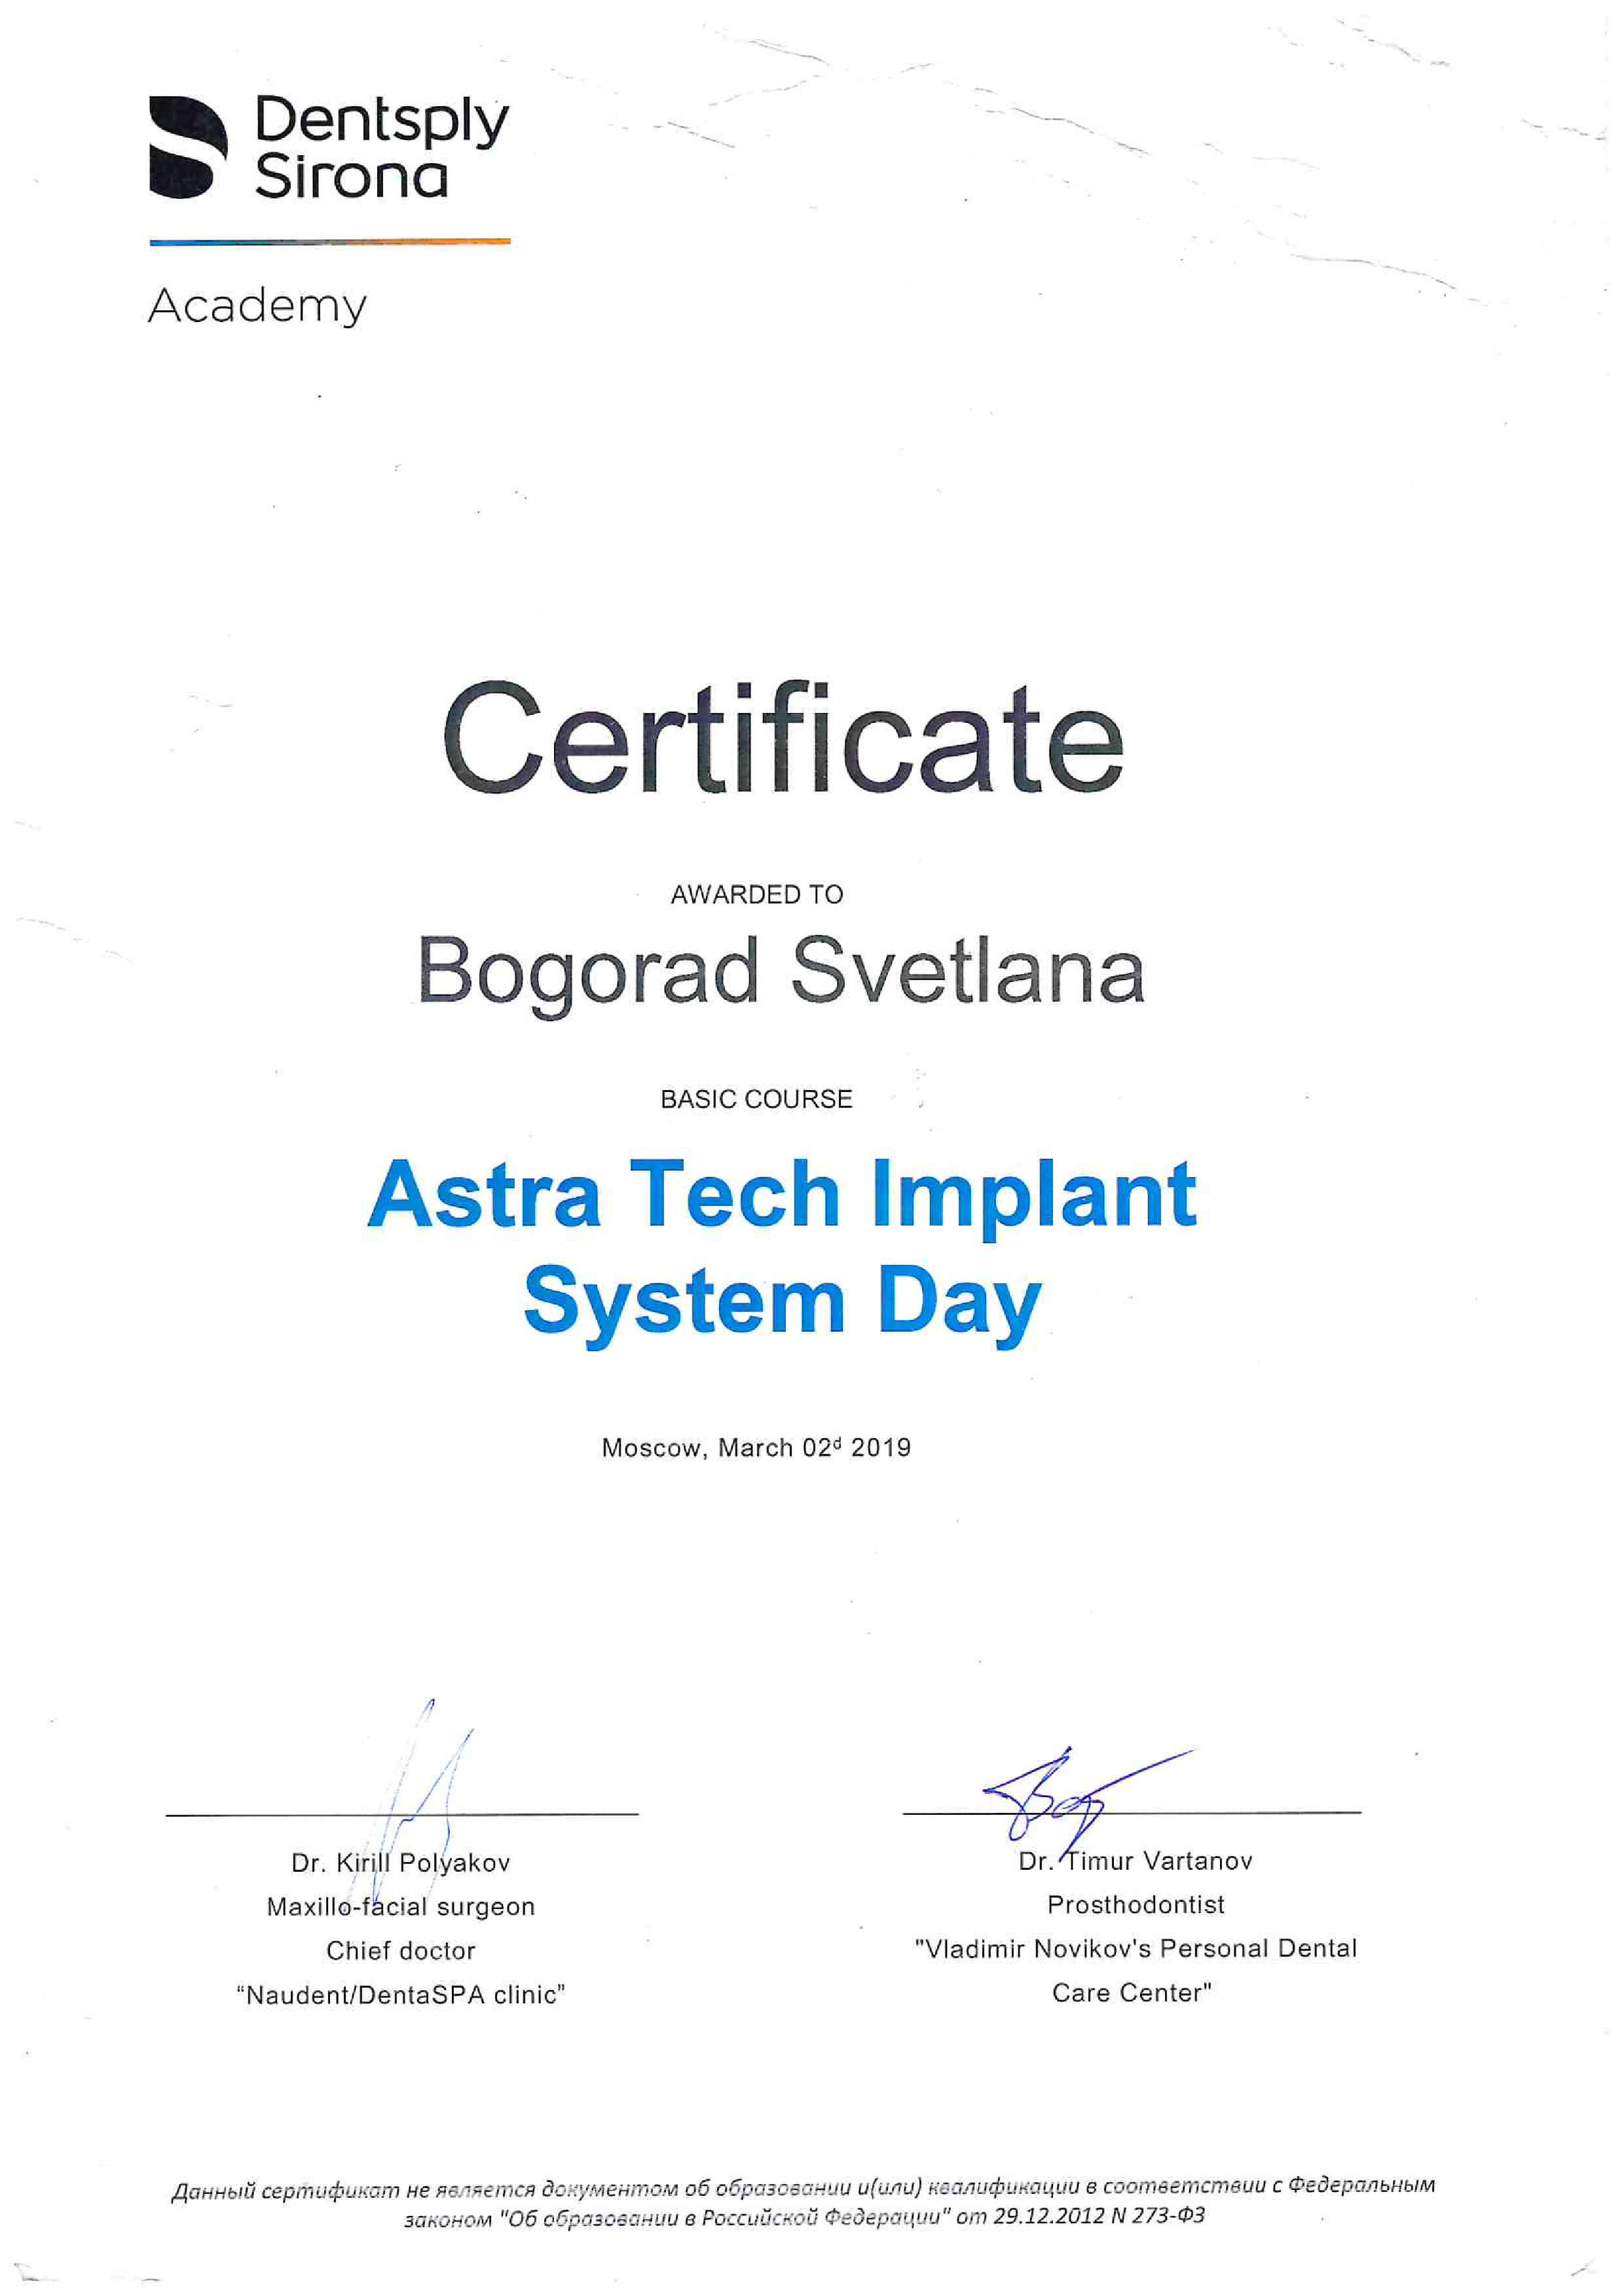 Dentsply
Sirona
Academy
Certificate
AWARDED TO
Bogorad Svetlana
BASIC COURSE
Astra Tech Implant
System Day
Moscow, March 02ᵈ 2019
Dr. Kirill Polyakov
Maxillo-facial surgeon
Chief doctor
“Naudent/DentaSPA clinic”
Dr. Timur Vartanov
Prosthodontist
"Vladimir Novikov's Personal Dental
Care Center"
Данный сертификат не является документом об образовании и(или) квалификации в соответствии с Федеральным
законом "Об образовании в Российской Федерации" от 29.12.2012 N 273-ФЗ